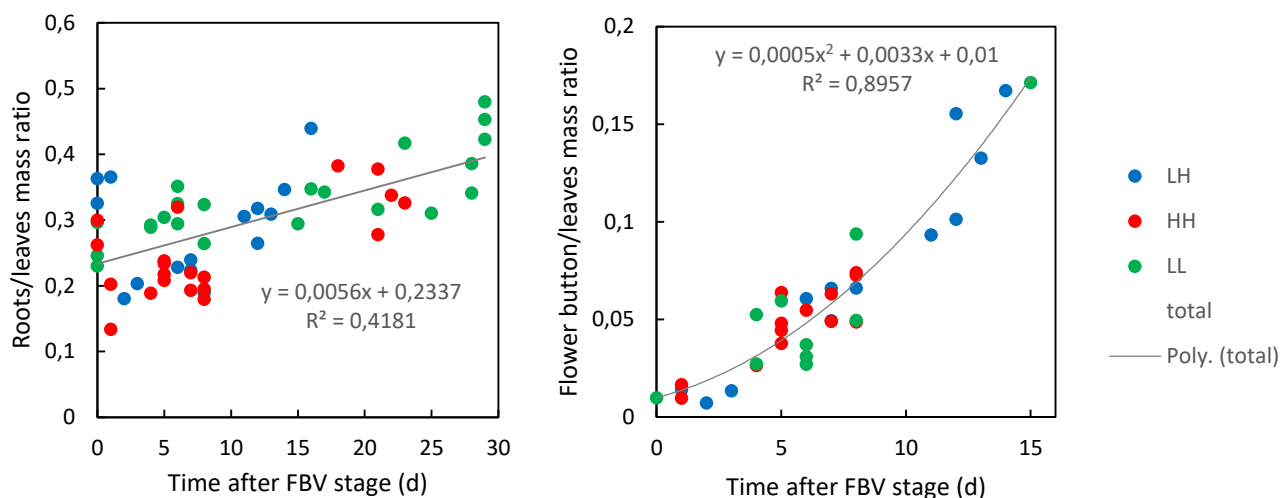 Roots/leaves mass ratio
0,6
0,5
0,4
0,3
0,2
0,1
0
y = 0,0056x + 0,2337
R² = 0,4181
0 5 10 15 20 25 30
Time after FBV stage (d)
Flower button/leaves mass ratio
0,2
0,15
0,1
0,05
0
y = 0,0005x² + 0,0033x + 0,01
R² = 0,8957
0 5 10 15
Time after FBV stage (d)
LH
HH
LL
total
Poly. (total)